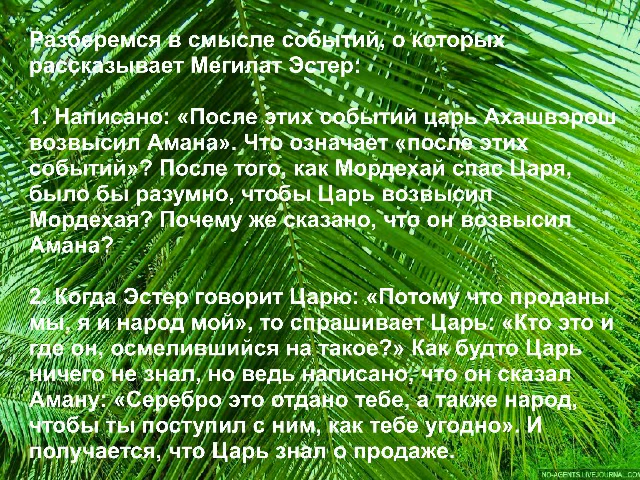 Разберемся в смысле событий, о которых
рассказывает Мегилат Эстер:
1. Написано: «После этих событий царь Ахашвэрош
возвысил Амана». Что означает «после этих
событий»? После того, как Мордехай спас Царя,
было бы разумно, чтобы Царь возвысил
Мордехая? Почему же сказано, что он возвысил
Амана?
2. Когда Эстер говорит Царю: «Потому что проданы
мы, я и народ мой», то спрашивает Царь: «Кто это и
где он, осмелившийся на такое?» Как будто Царь
ничего не знал, но ведь написано, что он сказал
Аману: «Серебро это отдано тебе, а также народ,
чтобы ты поступил с ним, как тебе угодно». И
получается, что Царь знал о продаже.
NO-AGENTS.LIVEJOURNAL.COM